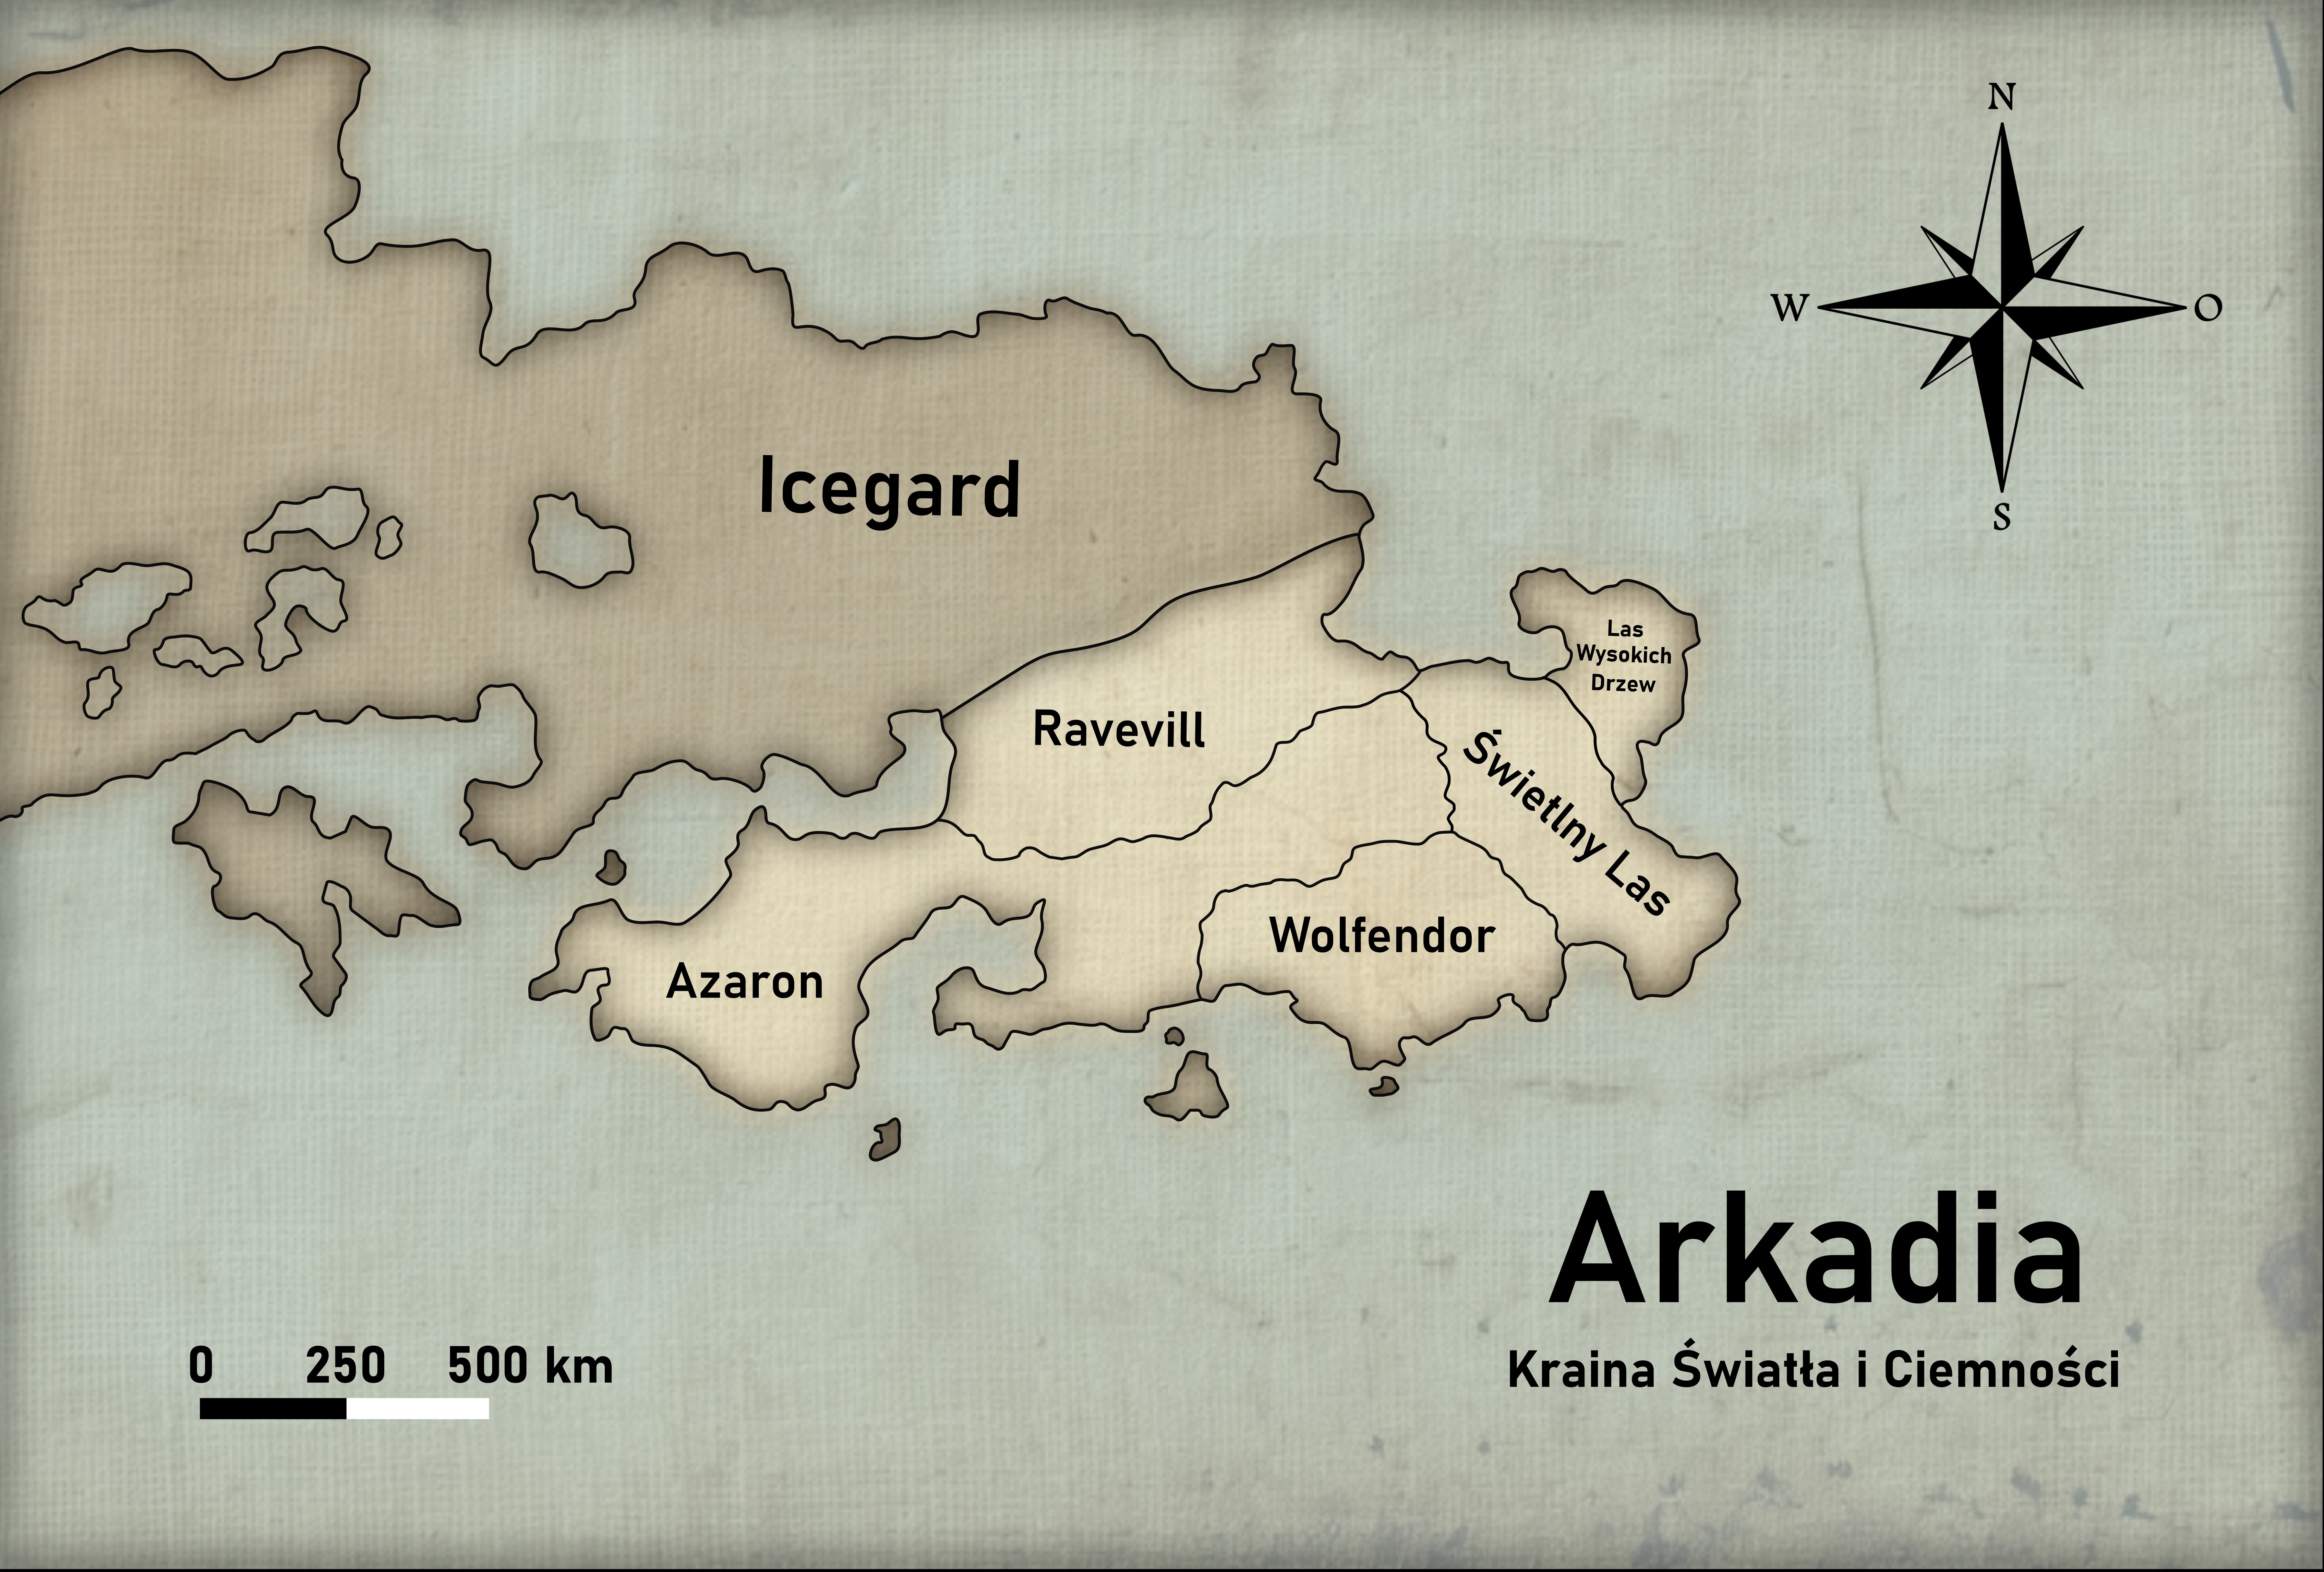 N
W
O
S
Icegard
Las
Wysokich
Drzew
Ravevill
Świetlny Las
Wolfendor
Azaron
Arkadia
Kraina Światła i Ciemności
0 250 500 km